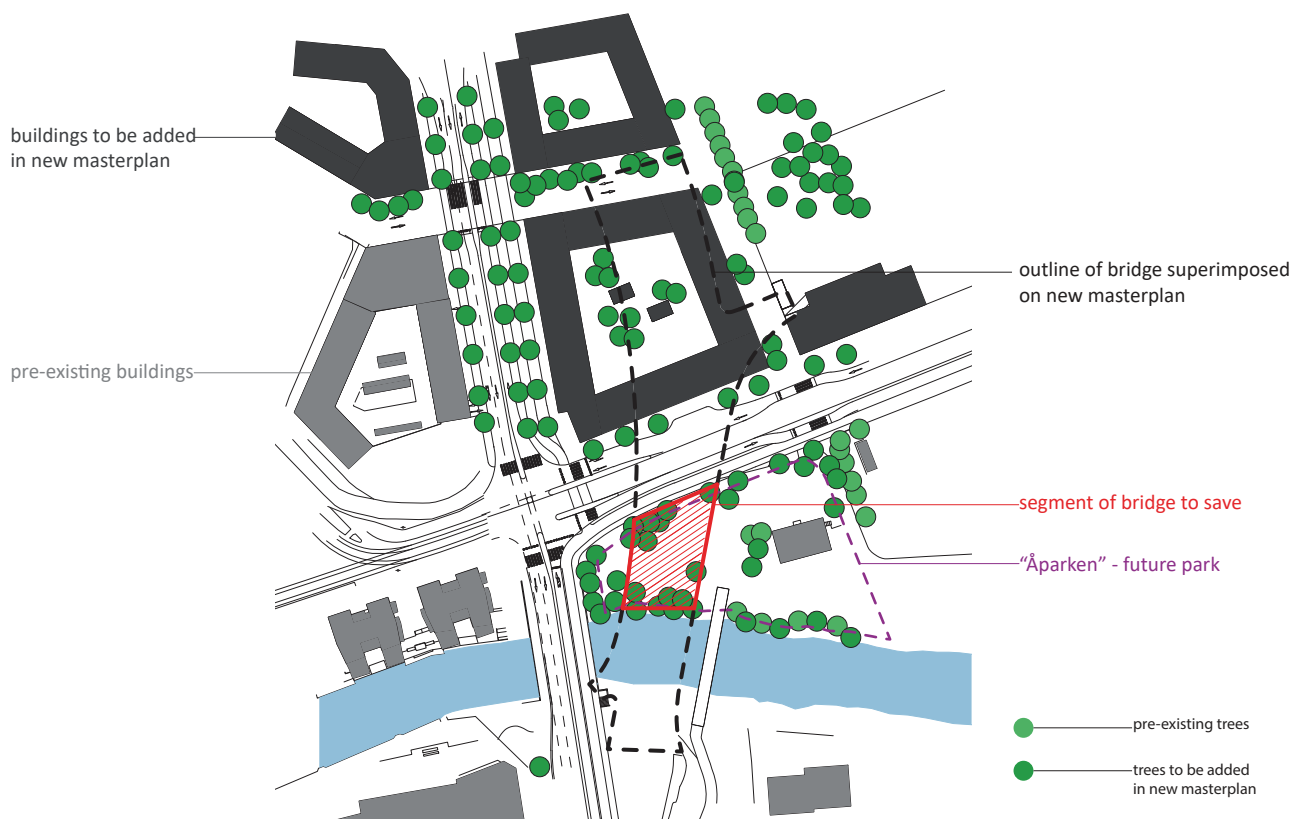 buildings to be added
in new masterplan
pre-existing buildings
outline of bridge superimposed
on new masterplan
segment of bridge to save
“Åparken” - future park
pre-existing trees
trees to be added
in new masterplan